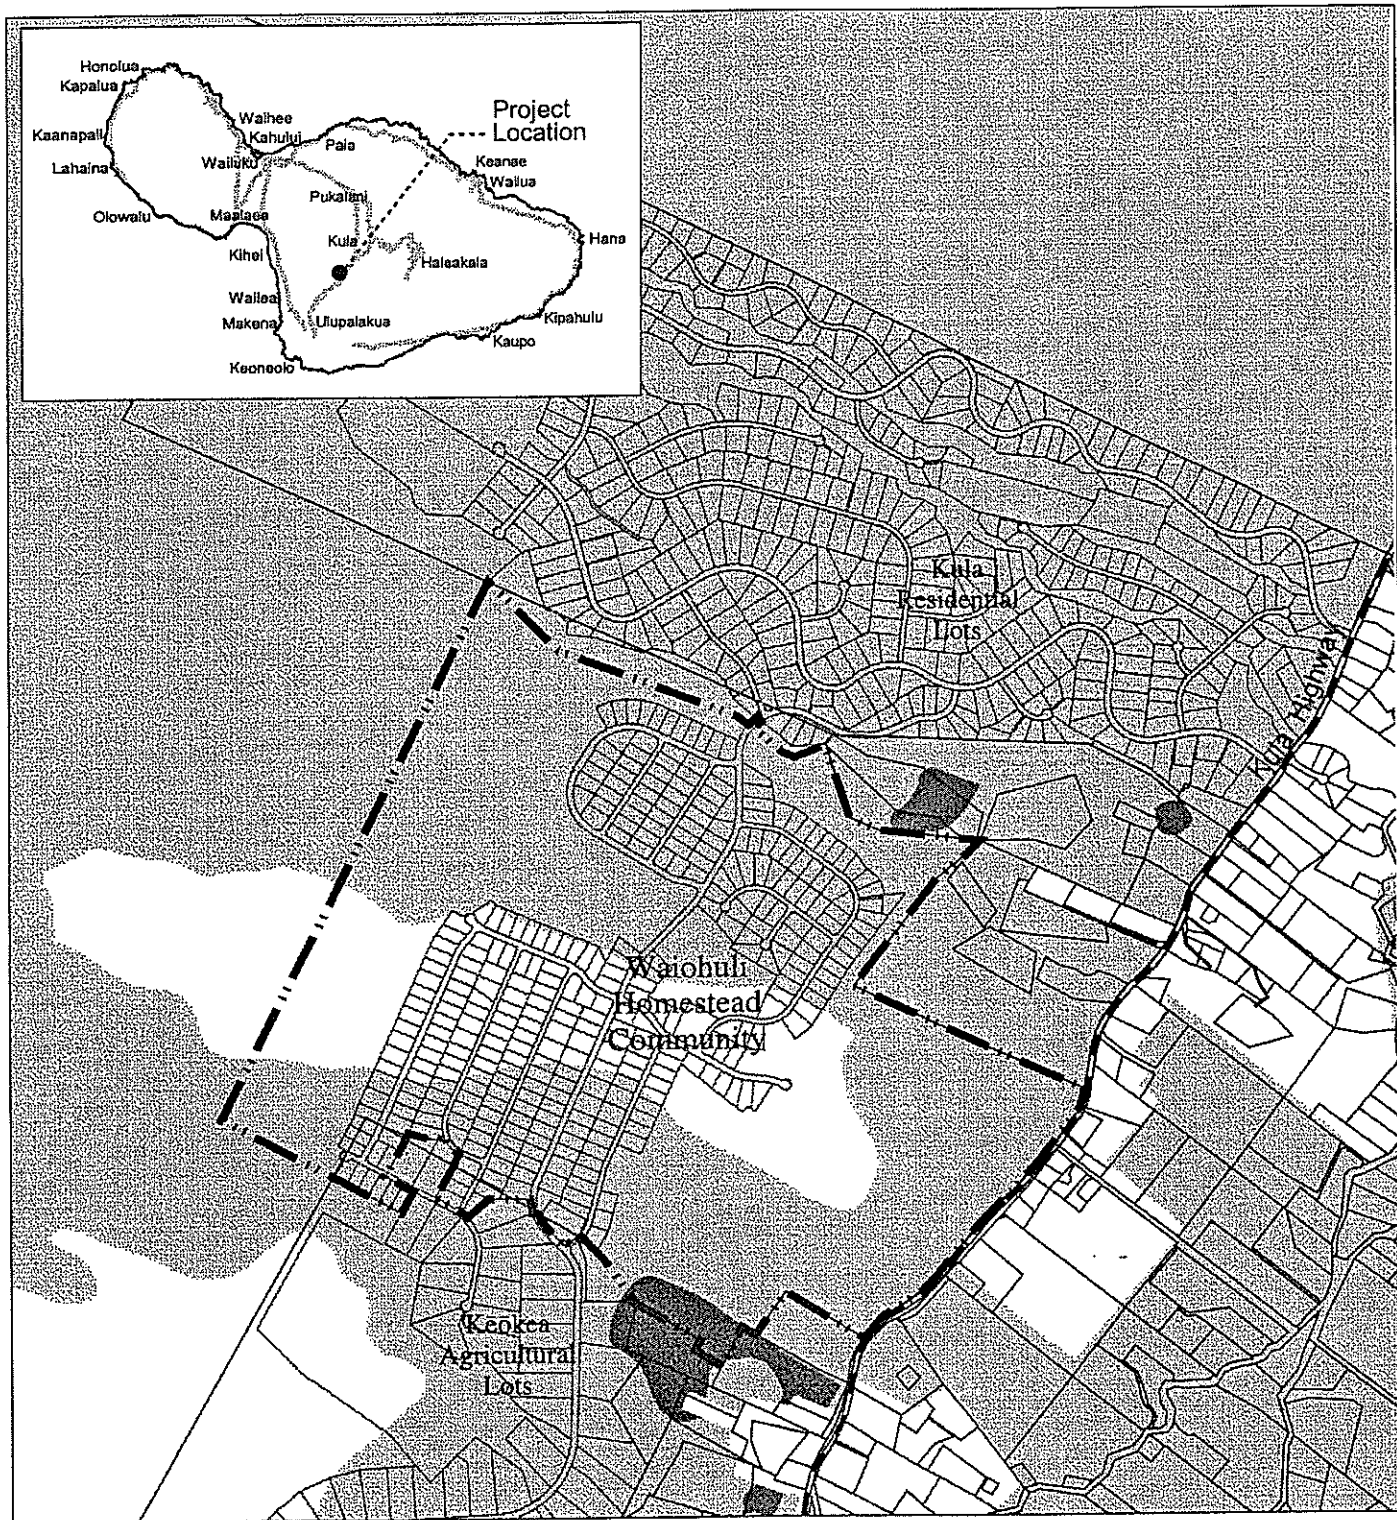 Honolua
Kapalua
Kaanapali
Lahaina
Olowalu
Waihee
Kahului
Wailuku
Maalaea
Kihei
Wailea
Makena
Keoneolo
Paia
Pukalani
Kula
Ulupalakua
Haleakala
Project
Location
Keanae
Wailua
Hana
Kipahulu
Kaupo
Kula
Residential
Lots
Kula Highway
Waiohuli
Homestead
Community
Keokea
Agricultural
Lots